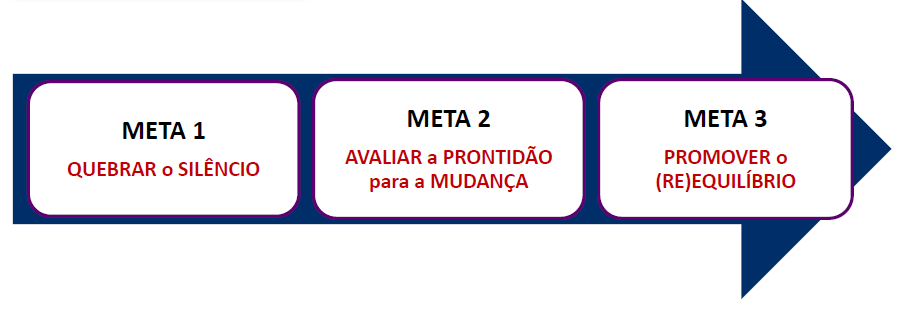 META 1
QUEBRAR o SILÊNCIO
META 2
AVALIAR a PRONTIDÃO
para a MUDANÇA
META 3
PROMOVER o
(RE)EQUILÍBRIO